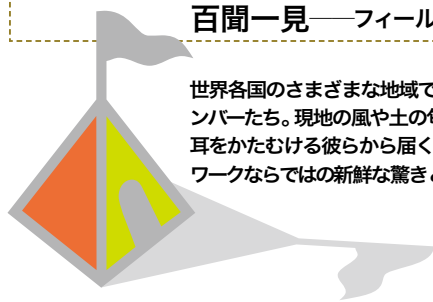 百聞一見──フィール
世界各国のさまざまな地域で
ンバーたち。現地の風や土の
耳をかたむける彼らから届く
ワークならではの新鮮な驚き